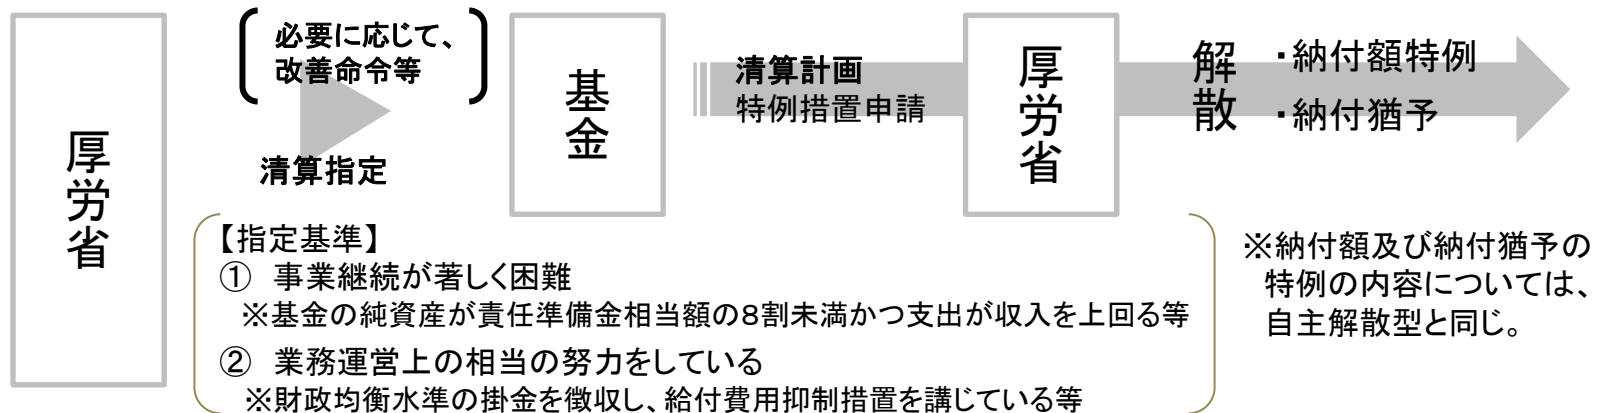 厚労省
必要に応じて、
改善命令等
清算指定
基金
清算計画
特例措置申請
厚労省
解散
・納付額特例
・納付猶予
【指定基準】
① 事業継続が著しく困難
※基金の純資産が責任準備金相当額の８割未満かつ支出が収入を上回る等
② 業務運営上の相当の努力をしている
※財政均衡水準の掛金を徴収し、給付費用抑制措置を講じている等
※納付額及び納付猶予の
特例の内容については、
自主解散型と同じ。